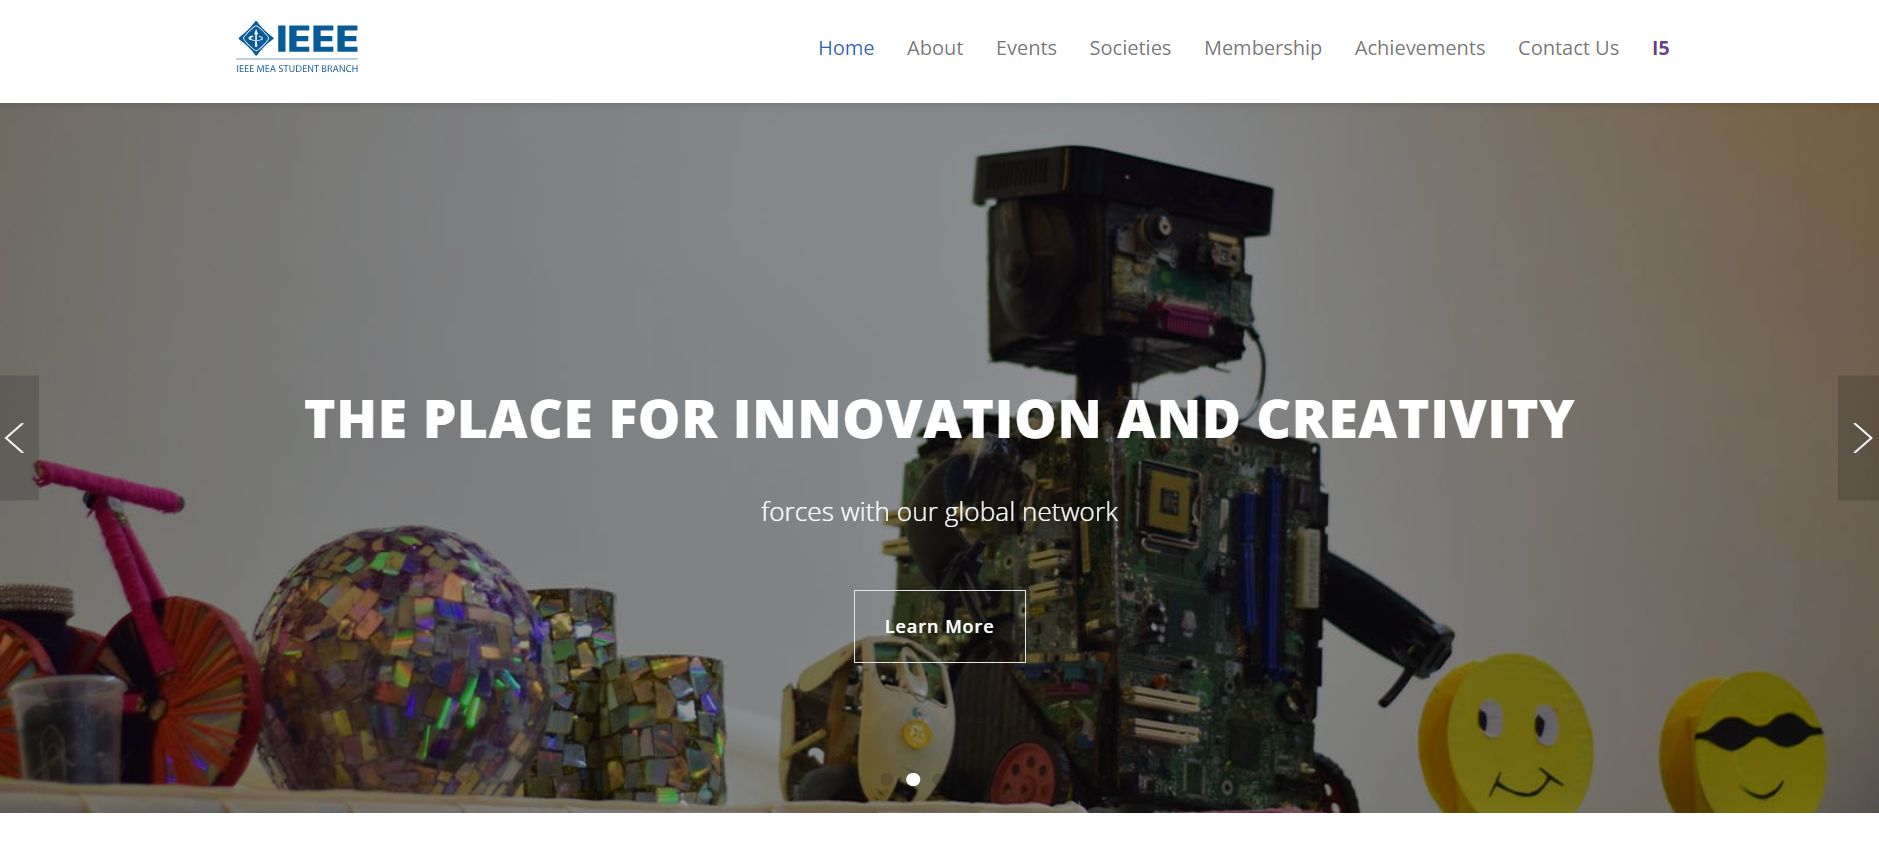 IEEE
IEEE MEA STUDENT BRANCH
Home About Events Societies Membership Achievements Contact Us I5
THE PLACE FOR INNOVATION AND CREATIVITY
forces with our global network
Learn More